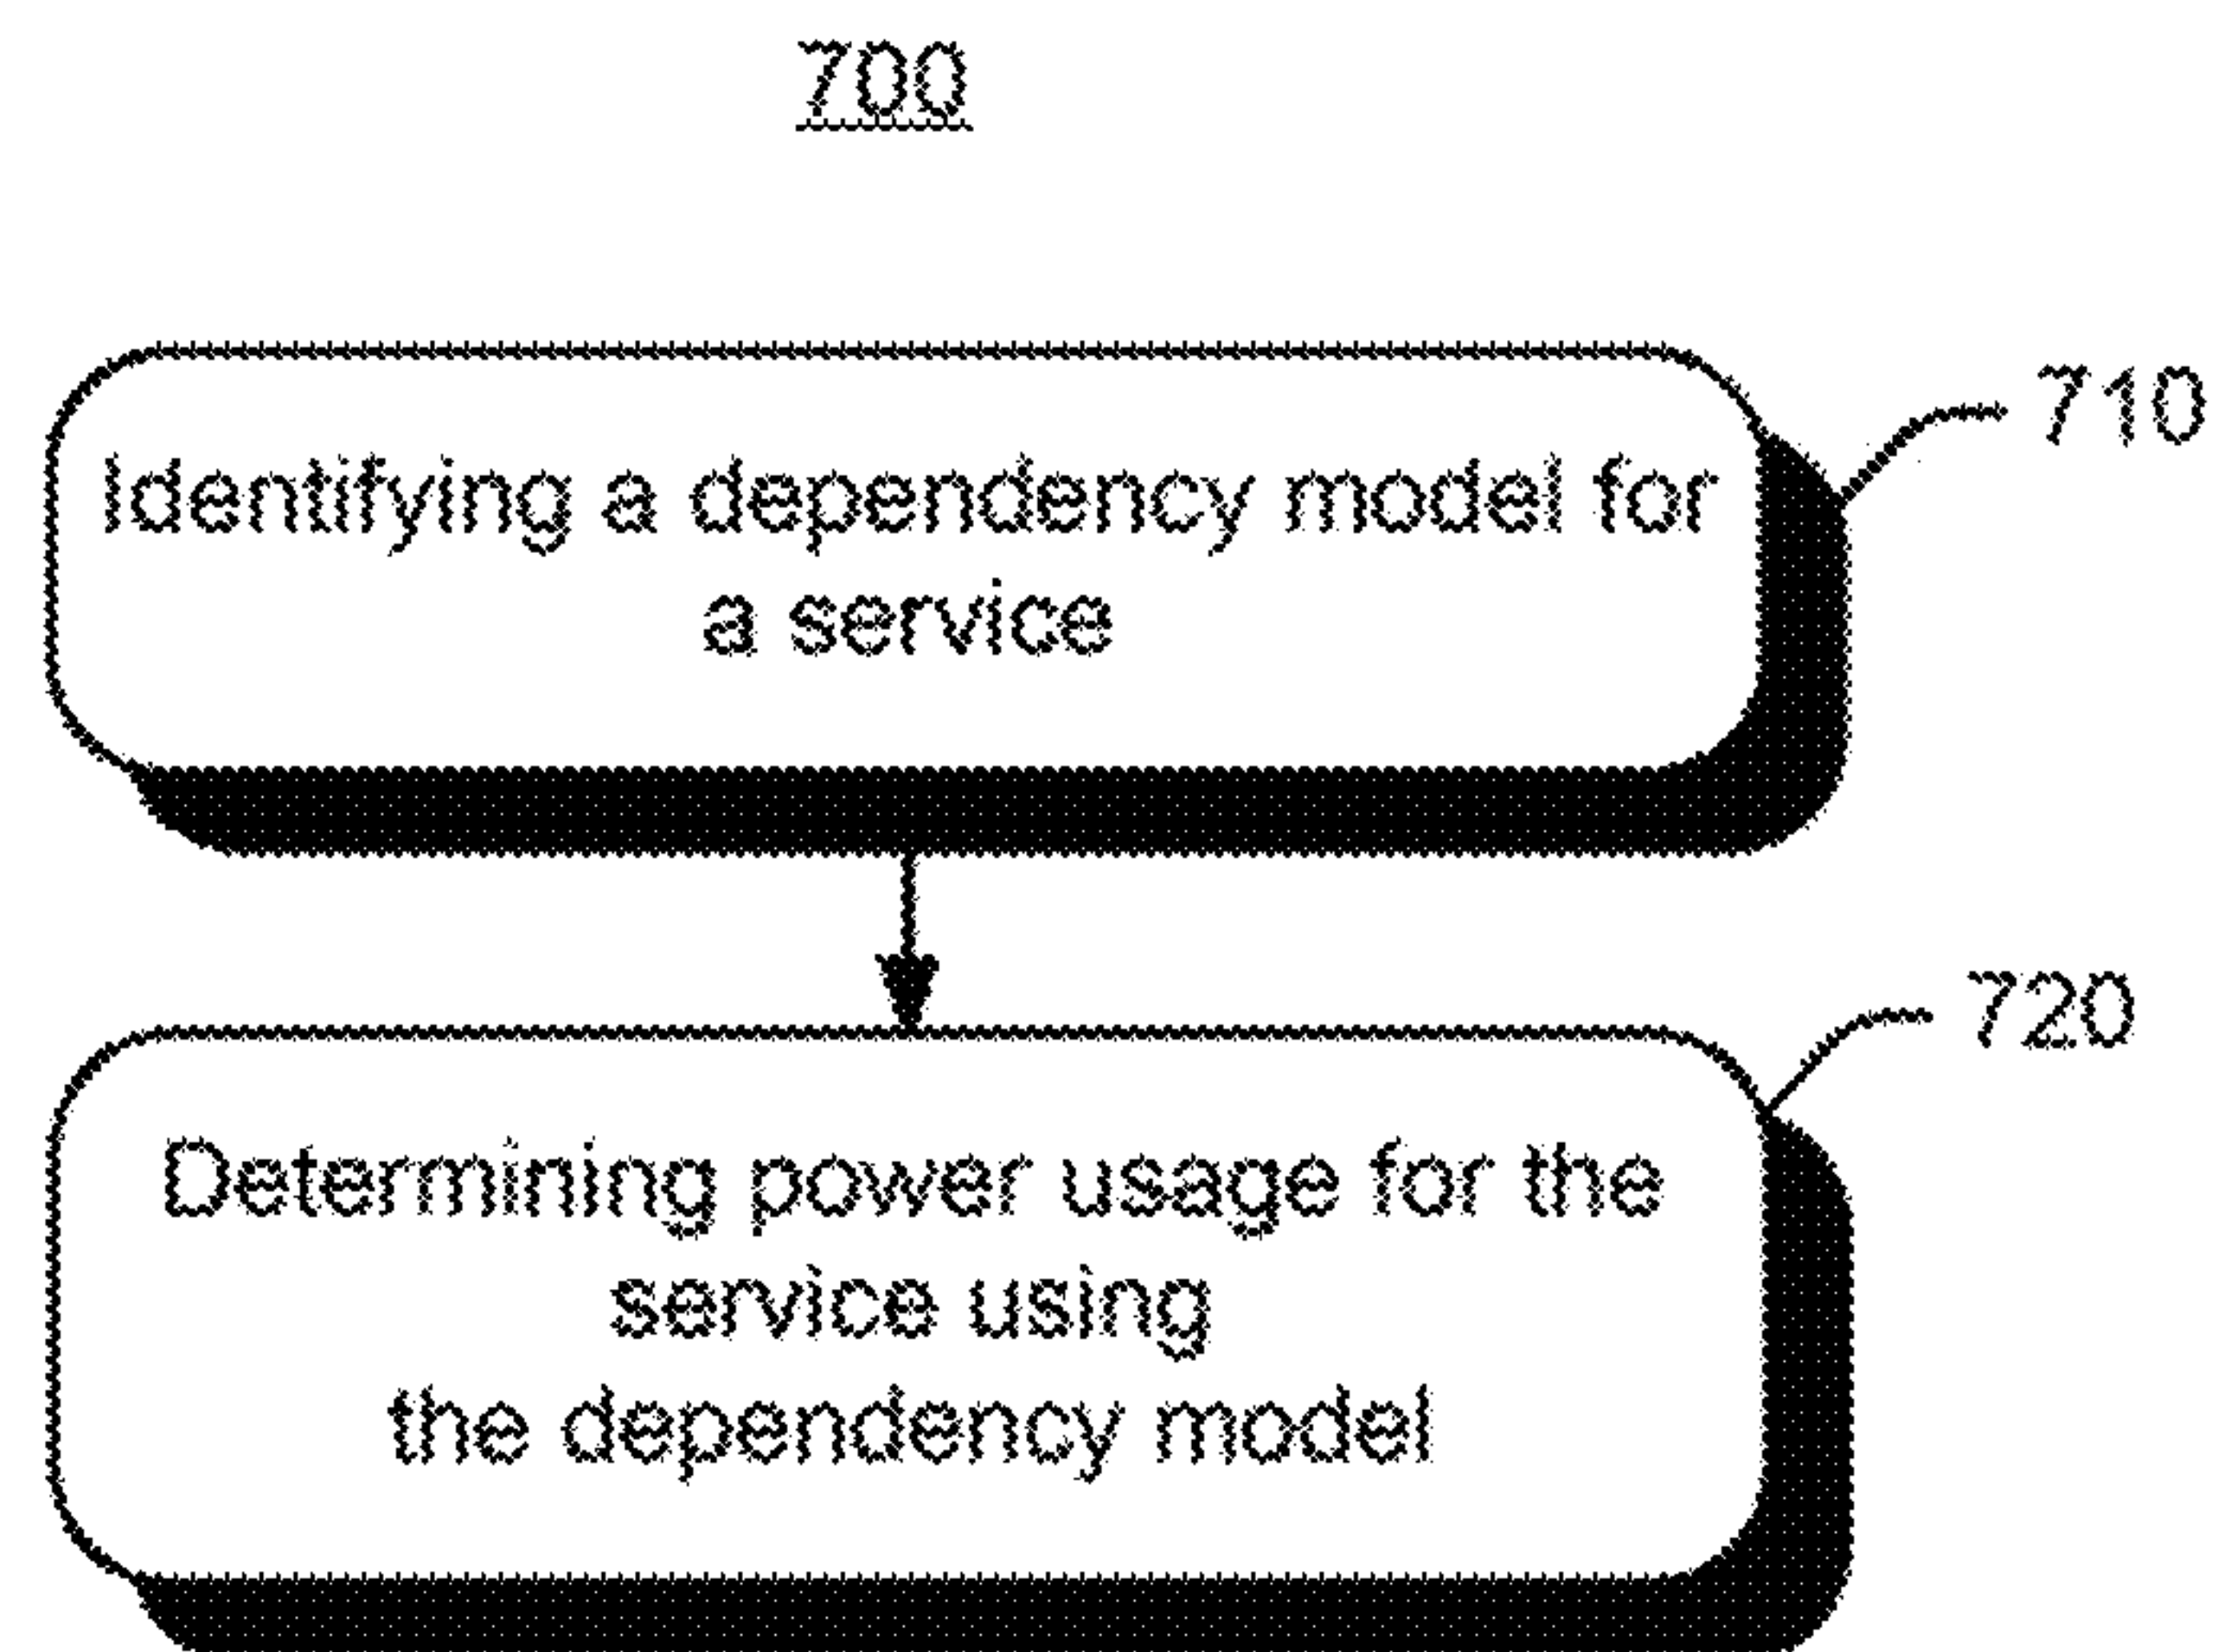 700
710
Identifying a dependency model for
a service
720
Determining power usage for the
service using
the dependency model